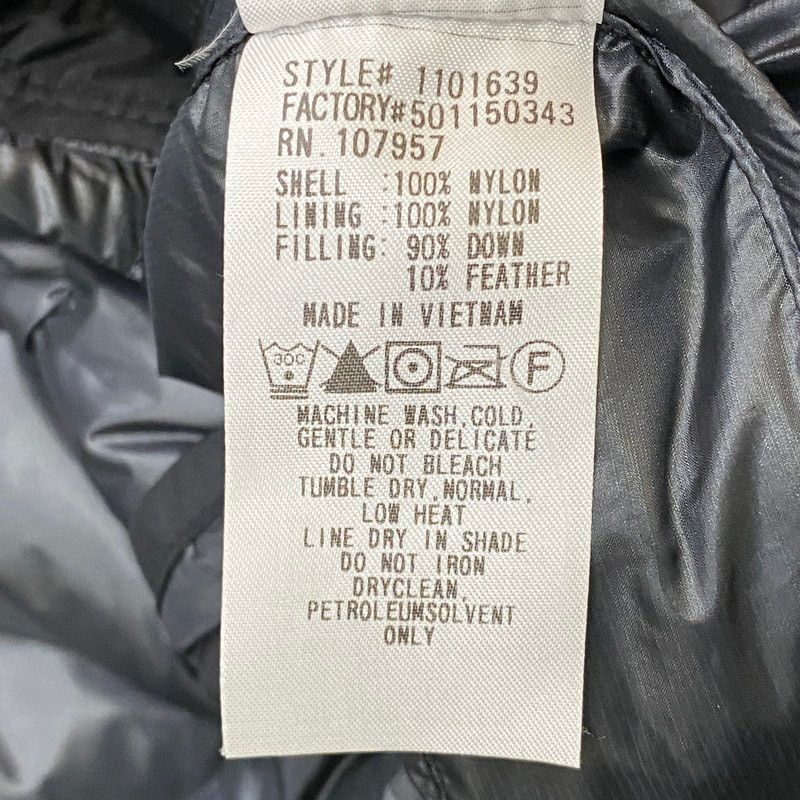 STYLE# 1101639
FACTORY#501150343
RN. 107957
SHELL :100% NYLON
LINING :100% NYLON
FILLING: 90% DOWN
10% FEATHER
MADE IN VIETNAM
30C F
MACHINE WASH,COLD,
GENTLE OR DELICATE
DO NOT BLEACH
TUMBLE DRY,NORMAL,
LOW HEAT
LINE DRY IN SHADE
DO NOT IRON
DRYCLEAN,
PETROLEUMSOLVENT
ONLY